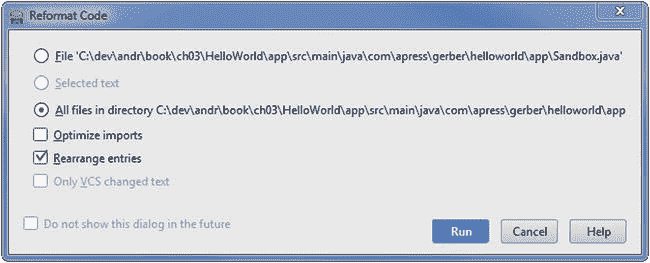 Reformat Code
File 'C:\dev\andr\book\ch03\HelloWorld\app\src\main\java\com\apress\gerber\helloworld\app\Sandbox.java'
Selected text
All files in directory C:\dev\andr\book\ch03\HelloWorld\app\src\main\java\com\apress\gerber\helloworld\app
Optimize imports
Rearrange entries
Only VCS changed text
Do not show this dialog in the future
Run
Cancel
Help